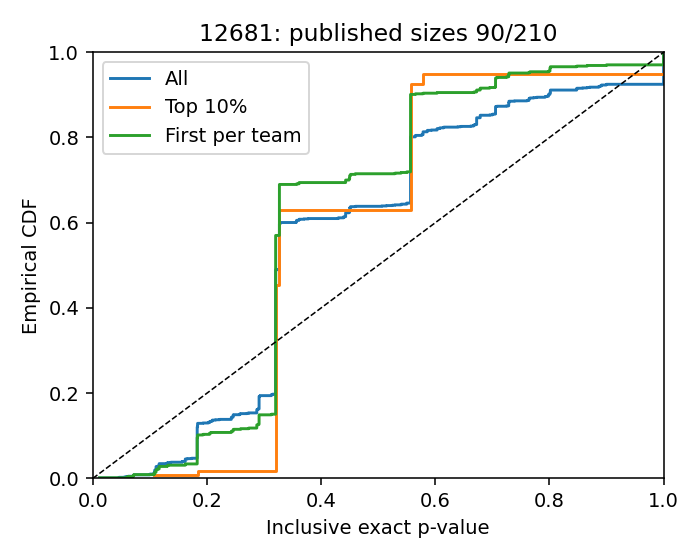 12681: published sizes 90/210
1.0
0.8
0.6
0.4
0.2
0.0
Empirical CDF
All
Top 10%
First per team
0.0 0.2 0.4 0.6 0.8 1.0
Inclusive exact p-value